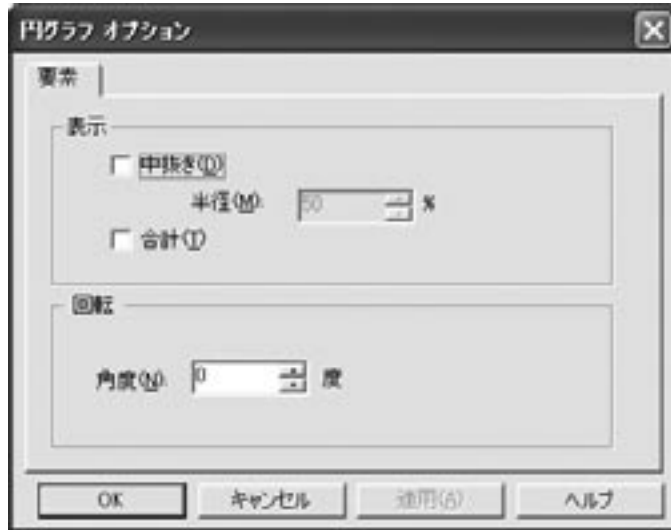 円グラフ オプション
要素
表示
中抜き(D)
半径(M): 50 %
合計(T)
回転
角度(N): 0 度
OK キャンセル 適用(A) ヘルプ